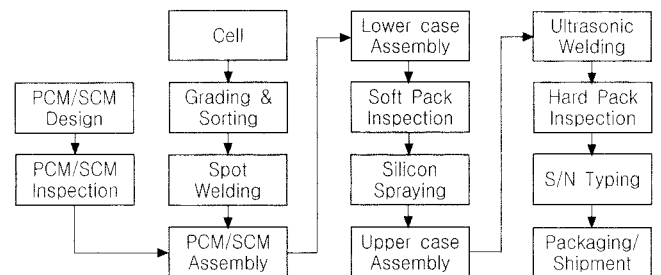 PCM/SCM
Design
PCM/SCM
Inspection
Cell
Grading &
Sorting
Spot
Welding
PCM/SCM
Assembly
Lower case
Assembly
Soft Pack
Inspection
Silicon
Spraying
Upper case
Assembly
Ultrasonic
Welding
Hard Pack
Inspection
S/N Typing
Packaging/
Shipment